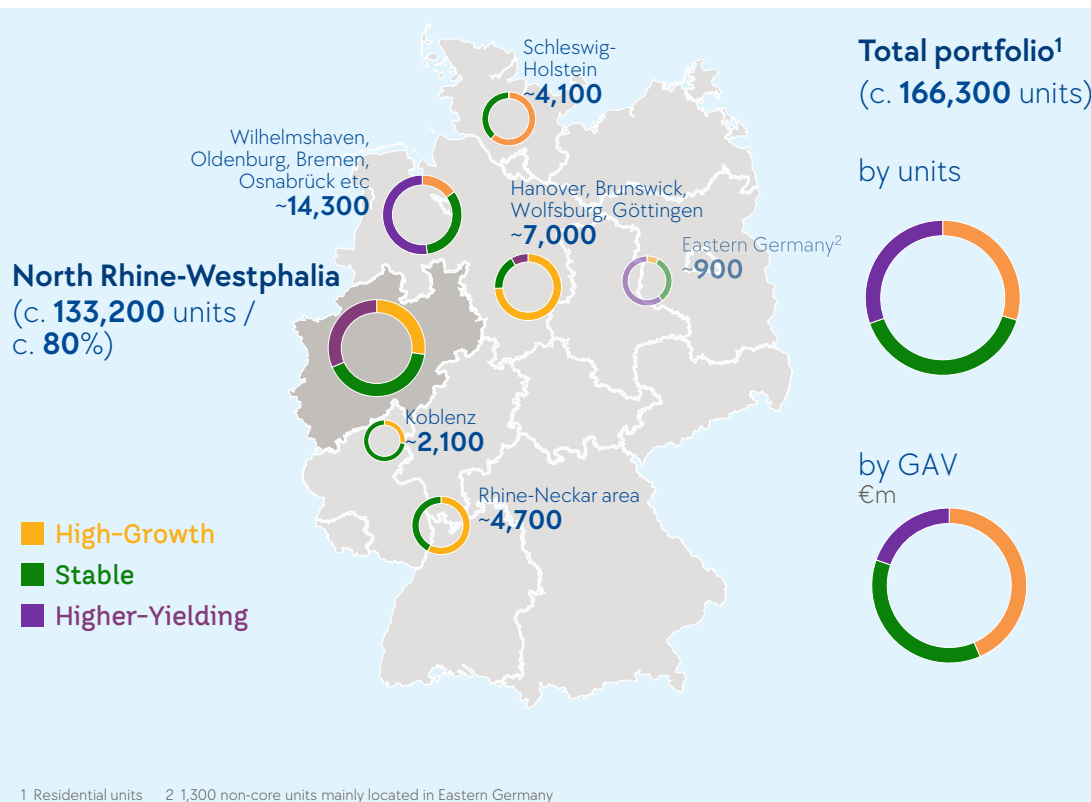 Schleswig-
Holstein
~4,100
Wilhelmshaven,
Oldenburg, Bremen,
Osnabrück etc
~14,300
Hanover, Brunswick,
Wolfsburg, Göttingen
~7,000
Eastern Germany²
~900
North Rhine-Westphalia
(c. 133,200 units /
c. 80%)
Koblenz
~2,100
Rhine-Neckar area
~4,700
High-Growth
Stable
Higher-Yielding
Total portfolio¹
(c. 166,300 units)
by units
by GAV
€m
1 Residential units 2 1,300 non-core units mainly located in Eastern Germany